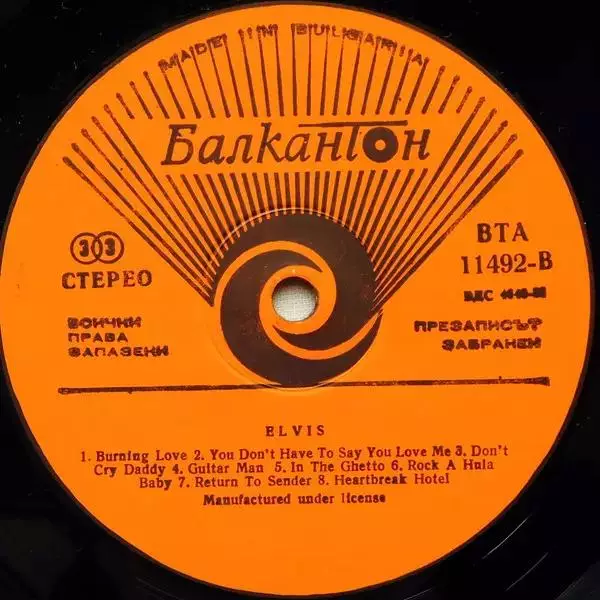 MADE IN BULGARIA
Балкантон
33
СТЕРЕО
ВТА
11492-В
БДС
ВСИЧКИ
ПРАВА
ЗАПАЗЕНИ
ПРЕЗАПИСЪТ
ЗАБРАНЕН
ELVIS
1. Burning Love 2. You Don't Have To Say You Love Me 3. Don't
Cry Daddy 4. Guitar Man 5. In The Ghetto 6. Rock A Hula
Baby 7. Return To Sender 8. Heartbreak Hotel
Manufactured under license